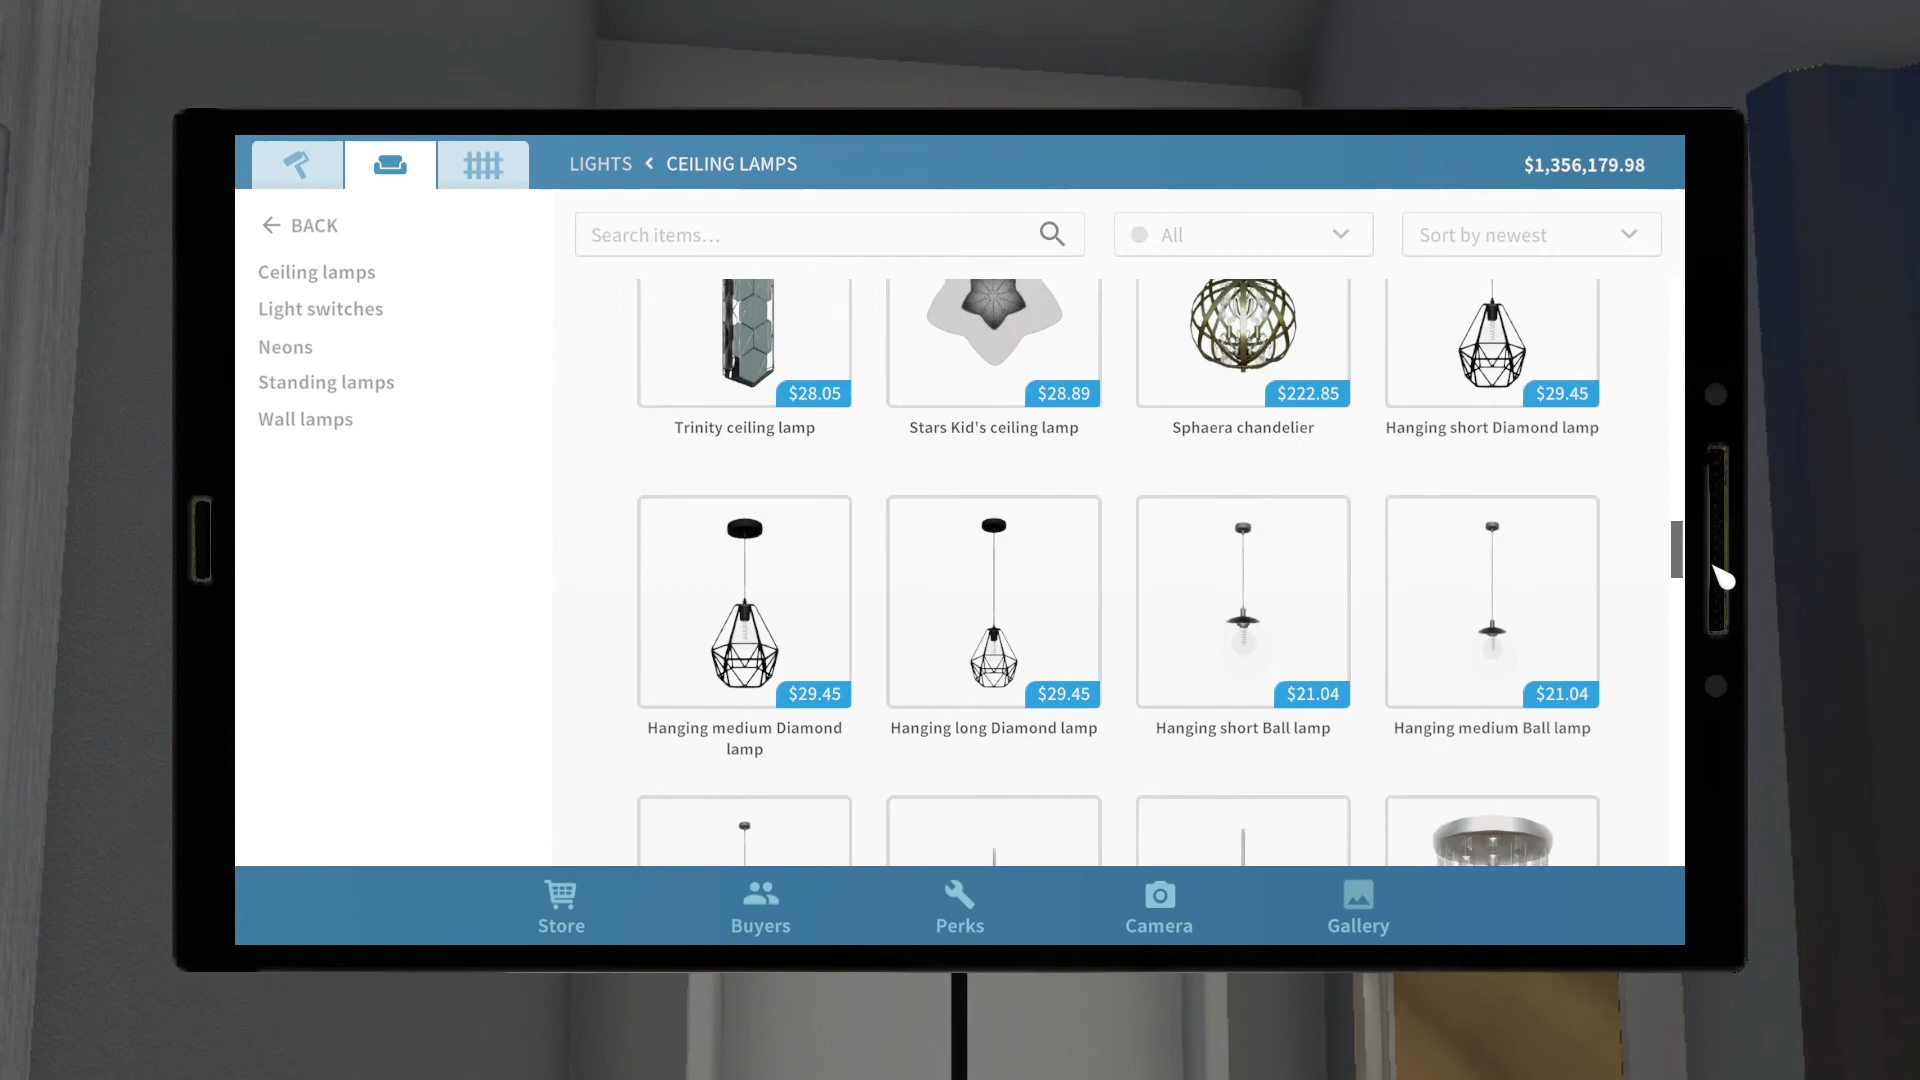 LIGHTS < CEILING LAMPS
$1,356,179.98
BACK
Search items...
All
Sort by newest
Ceiling lamps
Light switches
Neons
Standing lamps
Wall lamps
$28.05
$28.89
$222.85
$29.45
Trinity ceiling lamp
Stars Kid's ceiling lamp
Sphaera chandelier
Hanging short Diamond lamp
$29.45
$29.45
$21.04
$21.04
Hanging medium Diamond
lamp
Hanging long Diamond lamp
Hanging short Ball lamp
Hanging medium Ball lamp
Store
Buyers
Perks
Camera
Gallery